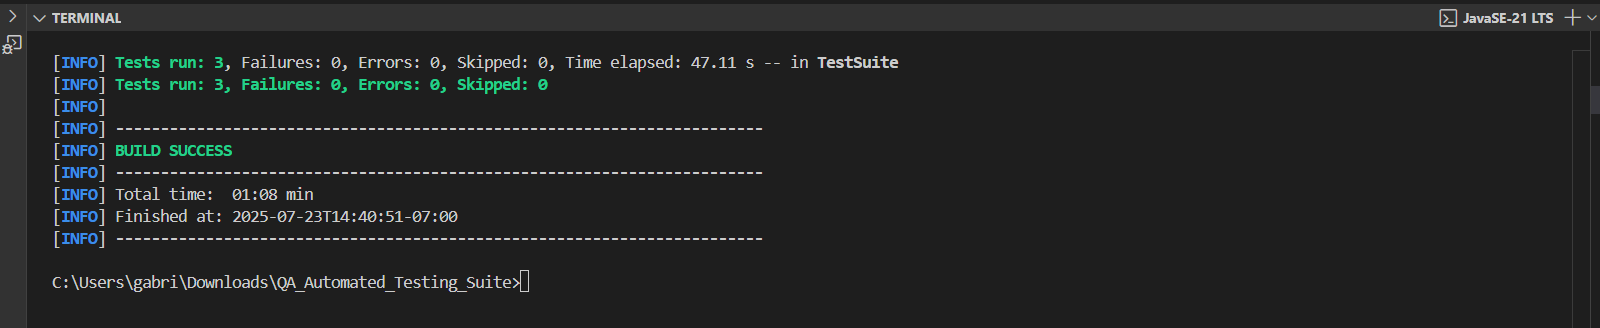 TERMINAL
JavaSE-21 LTS
[INFO] Tests run: 3, Failures: 0, Errors: 0, Skipped: 0, Time elapsed: 47.11 s -- in TestSuite
[INFO] Tests run: 3, Failures: 0, Errors: 0, Skipped: 0
[INFO]
[INFO] ------------------------------------------------------------------------
[INFO] BUILD SUCCESS
[INFO] ------------------------------------------------------------------------
[INFO] Total time:  01:08 min
[INFO] Finished at: 2025-07-23T14:40:51-07:00
[INFO] ------------------------------------------------------------------------
C:\Users\gabri\Downloads\QA_Automated_Testing_Suite>